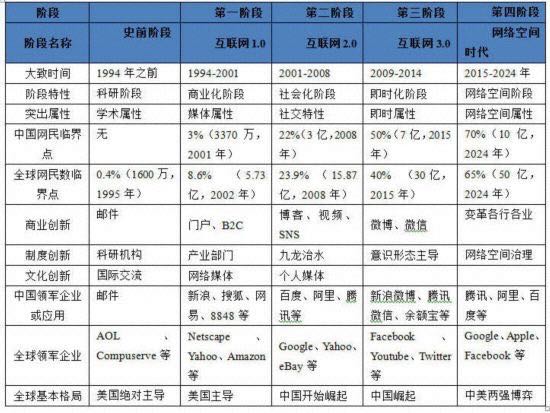 阶段 第一阶段 第二阶段 第三阶段 第四阶段
阶段名称 史前阶段 互联网1.0 互联网2.0 互联网3.0 网络空间
时代
大致时间 1994 年之前 1994-2001 2001-2008 2009-2014 2015-2024 年
阶段特性 科研阶段 商业化阶段 社会化阶段 即时化阶段 网络空间阶段
突出属性 学术属性 媒体属性 社交特性 即时属性 网络空间属性
中国网民临界 无 3%(3370 万, 22%(3 亿,2008 50%(7 亿,2015 70%(10 亿,
点 2001 年) 年) 年) 2024 年)
全球网民数临 0.4%(1600 万, 8.6%(5.73 23.9%(15.87 40%(30 亿, 65%(50 亿,
界点 1995 年) 亿,2002 年) 亿,2008 年) 2015 年) 2024 年)
商业创新 邮件 门户、B2C 博客、视频、 微博、微信 变革各行各业
SNS
制度创新 科研机构 产业部门 九龙治水 意识形态主导 网络空间治理
文化创新 国际交流 网络媒体 个人媒体
中国领军企业 邮件 新浪、搜狐、网 百度、阿里、腾 新浪微博、腾讯 腾讯、阿里、百
或应用 易、8848 等 讯等 微信、余额宝等 度等
全球领军企业 AOL、 Netscape、 Google、Yahoo、 Facebook、 Google、Apple、
Compuserve 等 Yahoo、Amazon eBay 等 Youtube、Twitter Facebook 等
等 等
全球基本格局 美国绝对主导 美国主导 中国开始崛起 中国崛起 中美两强博弈